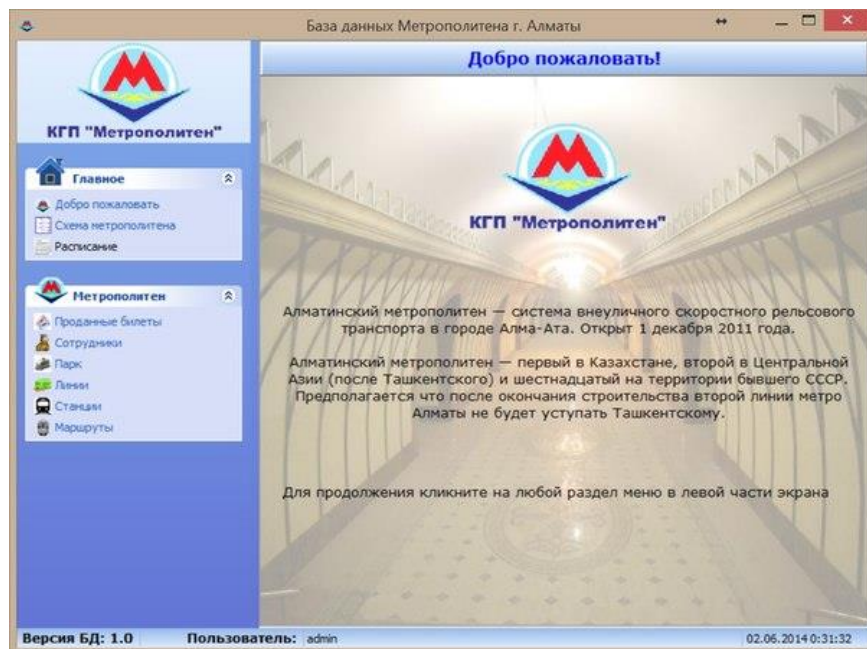 База данных Метрополитена г. Алматы
М
КГП "Метрополитен"
Главное
Добро пожаловать
Схема метрополитена
Расписание
М
Метрополитен
Проданные билеты
Сотрудники
Парк
Линии
Станции
Маршруты
Добро пожаловать!
М
КГП "Метрополитен"
Алматинский метрополитен — система внеуличного скоростного рельсового
транспорта в городе Алма-Ата. Открыт 1 декабря 2011 года.
Алматинский метрополитен — первый в Казахстане, второй в Центральной
Азии (после Ташкентского) и шестнадцатый на территории бывшего СССР.
Предполагается что после окончания строительства второй линии метро
Алматы не будет уступать Ташкентскому.
Для продолжения кликните на любой раздел меню в левой части экрана
Версия БД: 1.0 Пользователь: admin 02.06.2014 0:31:32